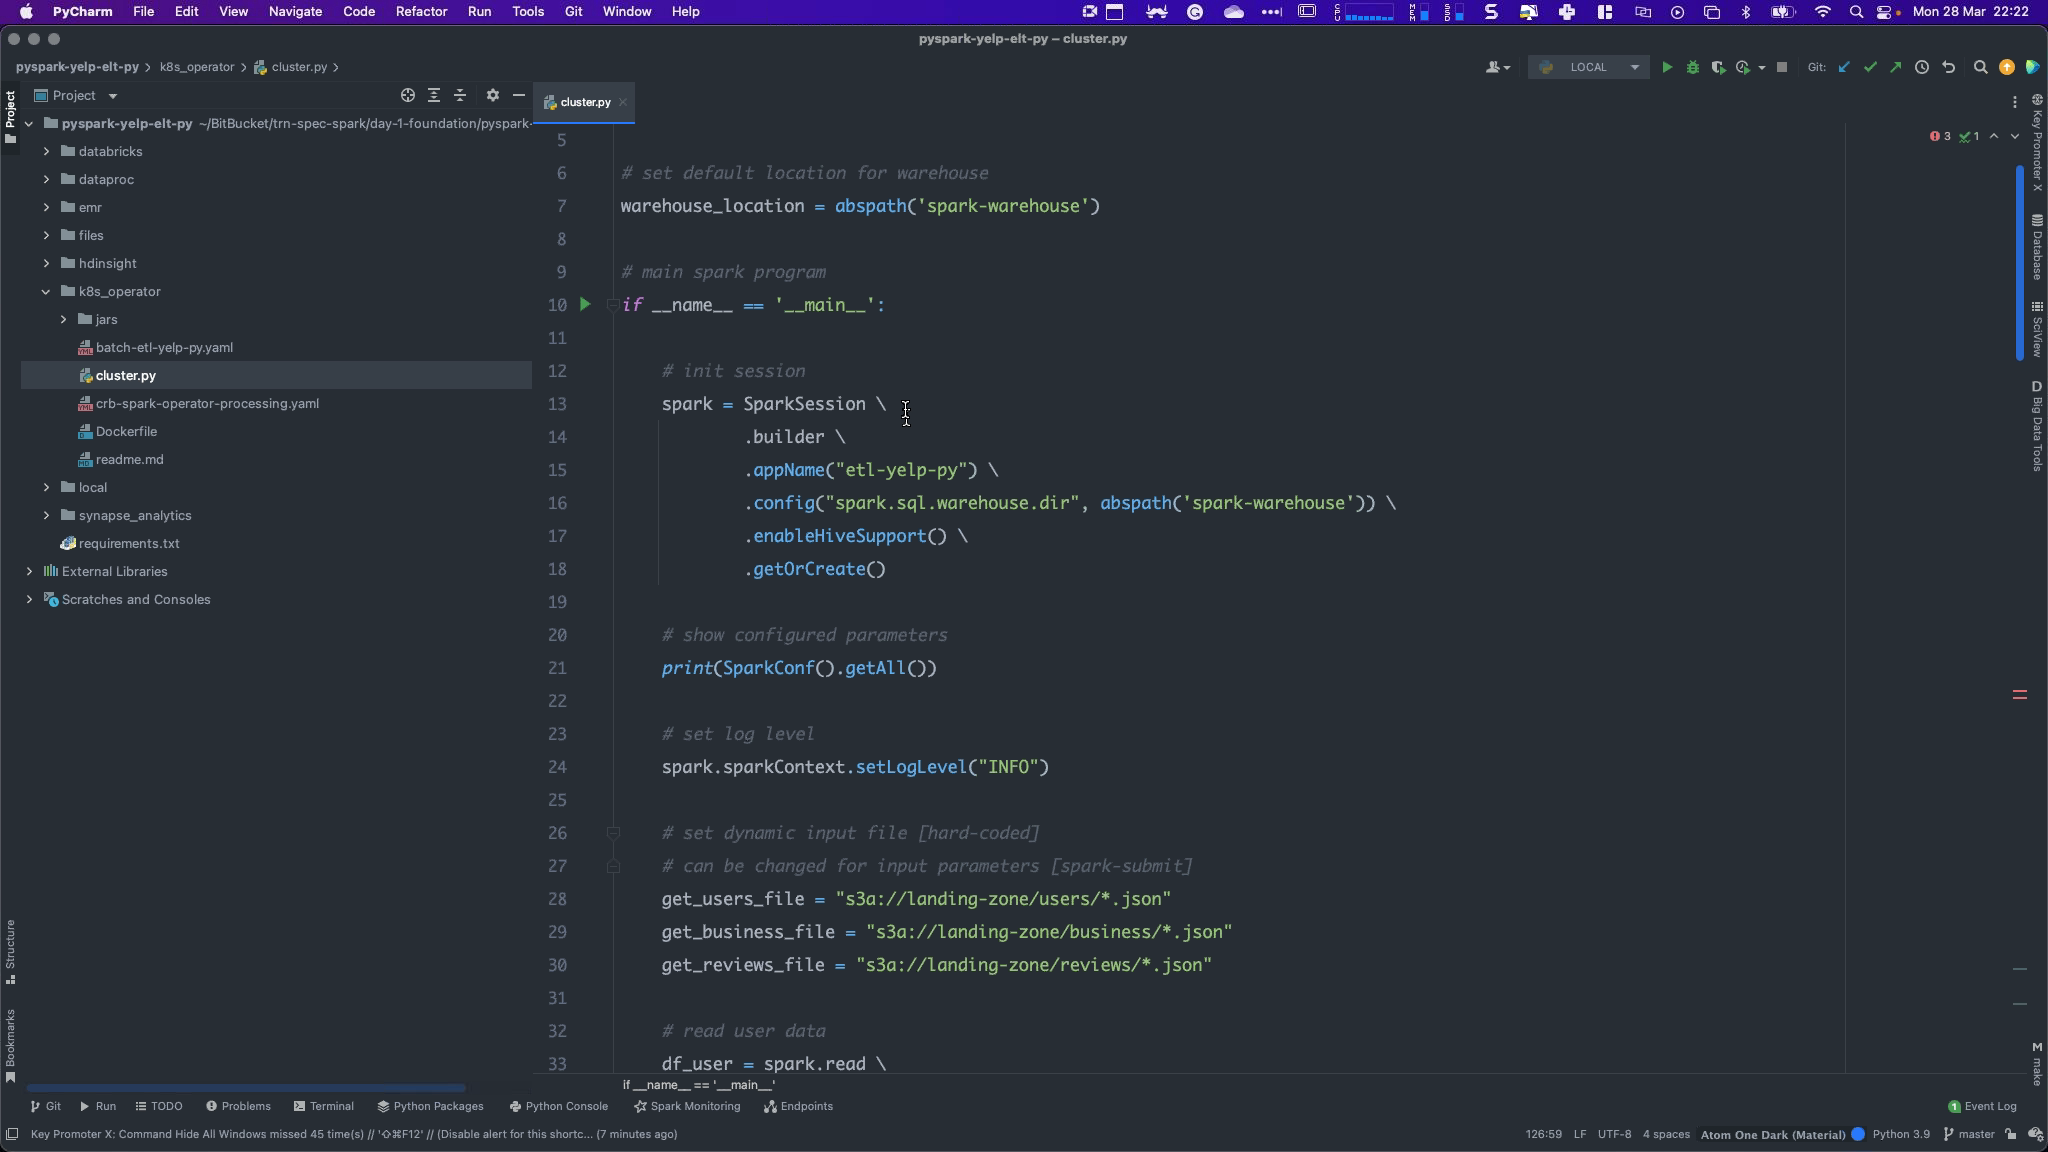 PyCharm File Edit View Navigate Code Refactor Run Tools Git Window Help
Mon 28 Mar 22:22
pyspark-yelp-elt-py – cluster.py
pyspark-yelp-elt-py k8s_operator cluster.py
LOCAL
Git:
Project
Project
cluster.py
pyspark-yelp-elt-py ~/BitBucket/trn-spec-spark/day-1-foundation/pyspark-
databricks
dataproc
emr
files
hdinsight
k8s_operator
jars
batch-etl-yelp-py.yaml
cluster.py
crb-spark-operator-processing.yaml
Dockerfile
readme.md
local
synapse_analytics
requirements.txt
External Libraries
Scratches and Consoles
3 1
5
6 # set default location for warehouse
7 warehouse_location = abspath('spark-warehouse')
8
9 # main spark program
10 if __name__ == '__main__':
11
12 # init session
13 spark = SparkSession \
14 .builder \
15 .appName("etl-yelp-py") \
16 .config("spark.sql.warehouse.dir", abspath('spark-warehouse')) \
17 .enableHiveSupport() \
18 .getOrCreate()
19
20 # show configured parameters
21 print(SparkConf().getAll())
22
23 # set log level
24 spark.sparkContext.setLogLevel("INFO")
25
26 # set dynamic input file [hard-coded]
27 # can be changed for input parameters [spark-submit]
28 get_users_file = "s3a://landing-zone/users/*.json"
29 get_business_file = "s3a://landing-zone/business/*.json"
30 get_reviews_file = "s3a://landing-zone/reviews/*.json"
31
32 # read user data
33 df_user = spark.read \
if __name__ == '__main__'
Key Promoter X
Database
SciView
D Big Data Tools
M make
Structure
Bookmarks
Git Run TODO Problems Terminal Python Packages Python Console Spark Monitoring Endpoints
1 Event Log
Key Promoter X: Command Hide All Windows missed 45 time(s) // '⇧⌘F12' // (Disable alert for this shortc... (7 minutes ago)
126:59 LF UTF-8 4 spaces Atom One Dark (Material) Python 3.9 master